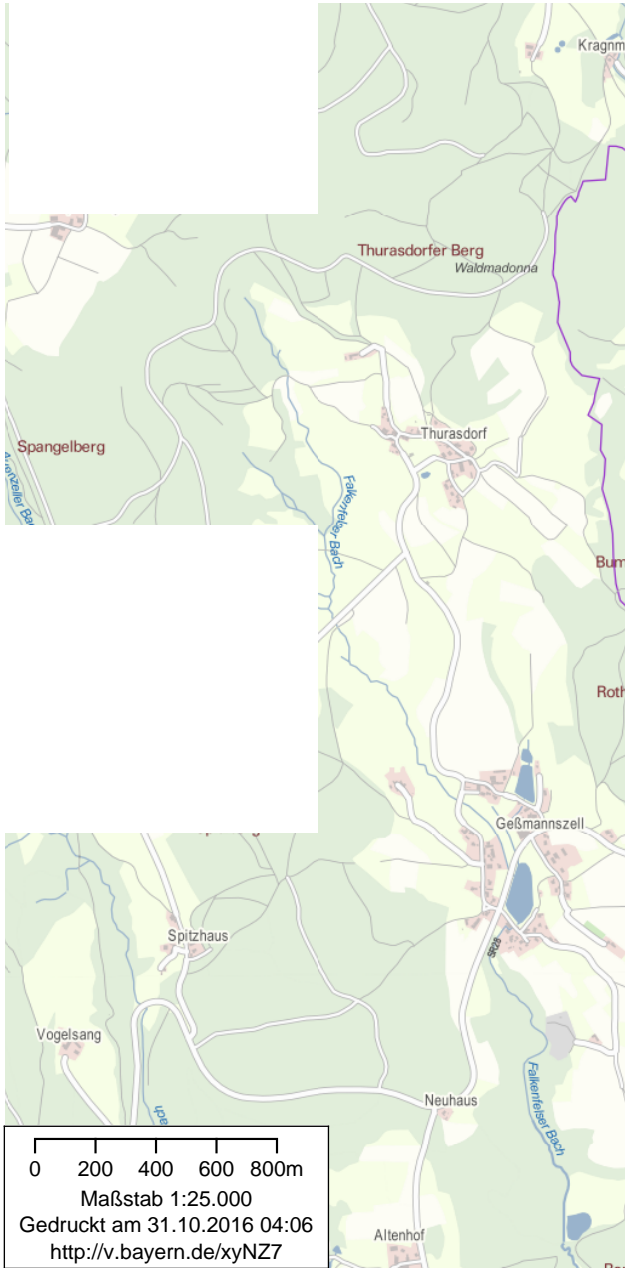 Kragnm
Thurasdorfer Berg
Waldmadonna
Thurasdorf
Spangelberg
Falkenfelser Bach
Bum
Roth
Geßmannszell
Spitzhaus
SR28
Vogelsang
Neuhaus
Falkenfelser Bach
0 200 400 600 800m
Maßstab 1:25.000
Gedruckt am 31.10.2016 04:06
http://v.bayern.de/xyNZ7
Altenhof